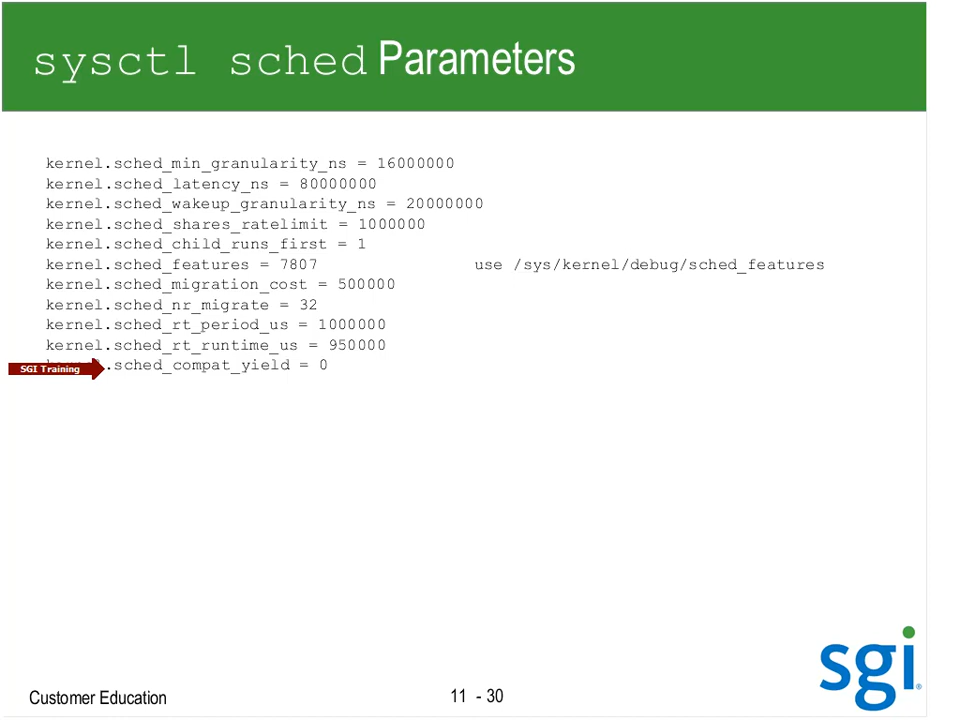 sysctl sched Parameters
kernel.sched_min_granularity_ns = 16000000
kernel.sched_latency_ns = 80000000
kernel.sched_wakeup_granularity_ns = 20000000
kernel.sched_shares_ratelimit = 1000000
kernel.sched_child_runs_first = 1
kernel.sched_features = 7807 use /sys/kernel/debug/sched_features
kernel.sched_migration_cost = 500000
kernel.sched_nr_migrate = 32
kernel.sched_rt_period_us = 1000000
kernel.sched_rt_runtime_us = 950000
kernel.sched_compat_yield = 0
SGI Training
sgi®
Customer Education
11 - 30